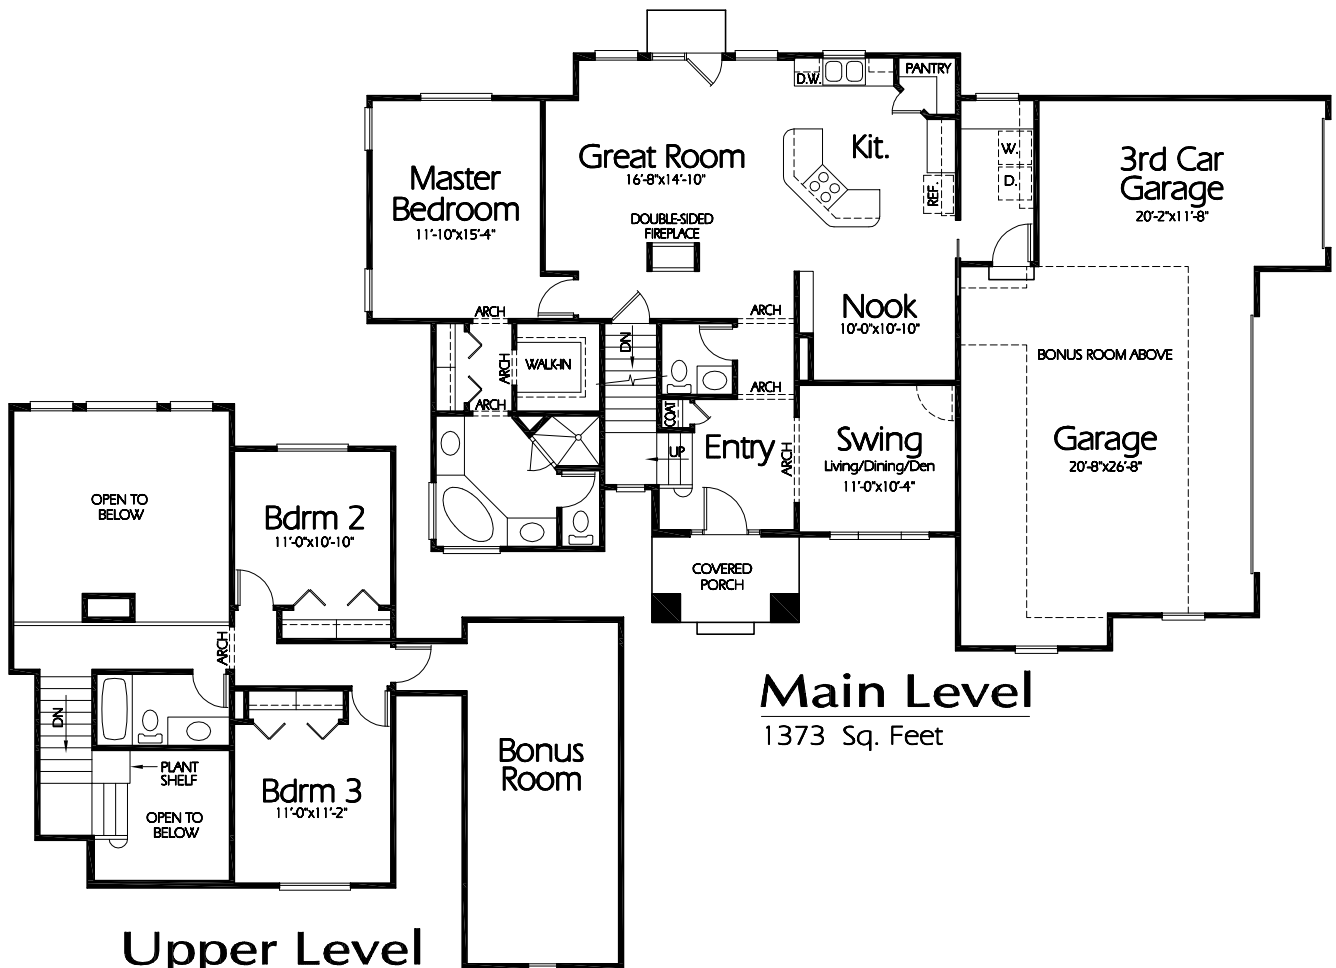 PANTRY
D.W.
Kit.
W.
D.
REF.
Great Room
16'-8"x14'-10"
DOUBLE-SIDED
FIREPLACE
Master
Bedroom
11'-10"x15'-4"
3rd Car
Garage
20'-2"x11'-8"
ARCH
ARCH
Nook
10'-0"x10'-10"
DN
ARCH
WALK-IN
BONUS ROOM ABOVE
ARCH
ARCH
COAT
UP
Entry
ARCH
Swing
Living/Dining/Den
11'-0"x10'-4"
Garage
20'-8"x26'-8"
COVERED
PORCH
Main Level
1373 Sq. Feet
OPEN TO
BELOW
Bdrm 2
11'-0"x10'-10"
ARCH
DN
PLANT
SHELF
OPEN TO
BELOW
Bdrm 3
11'-0"x11'-2"
Bonus
Room
Upper Level